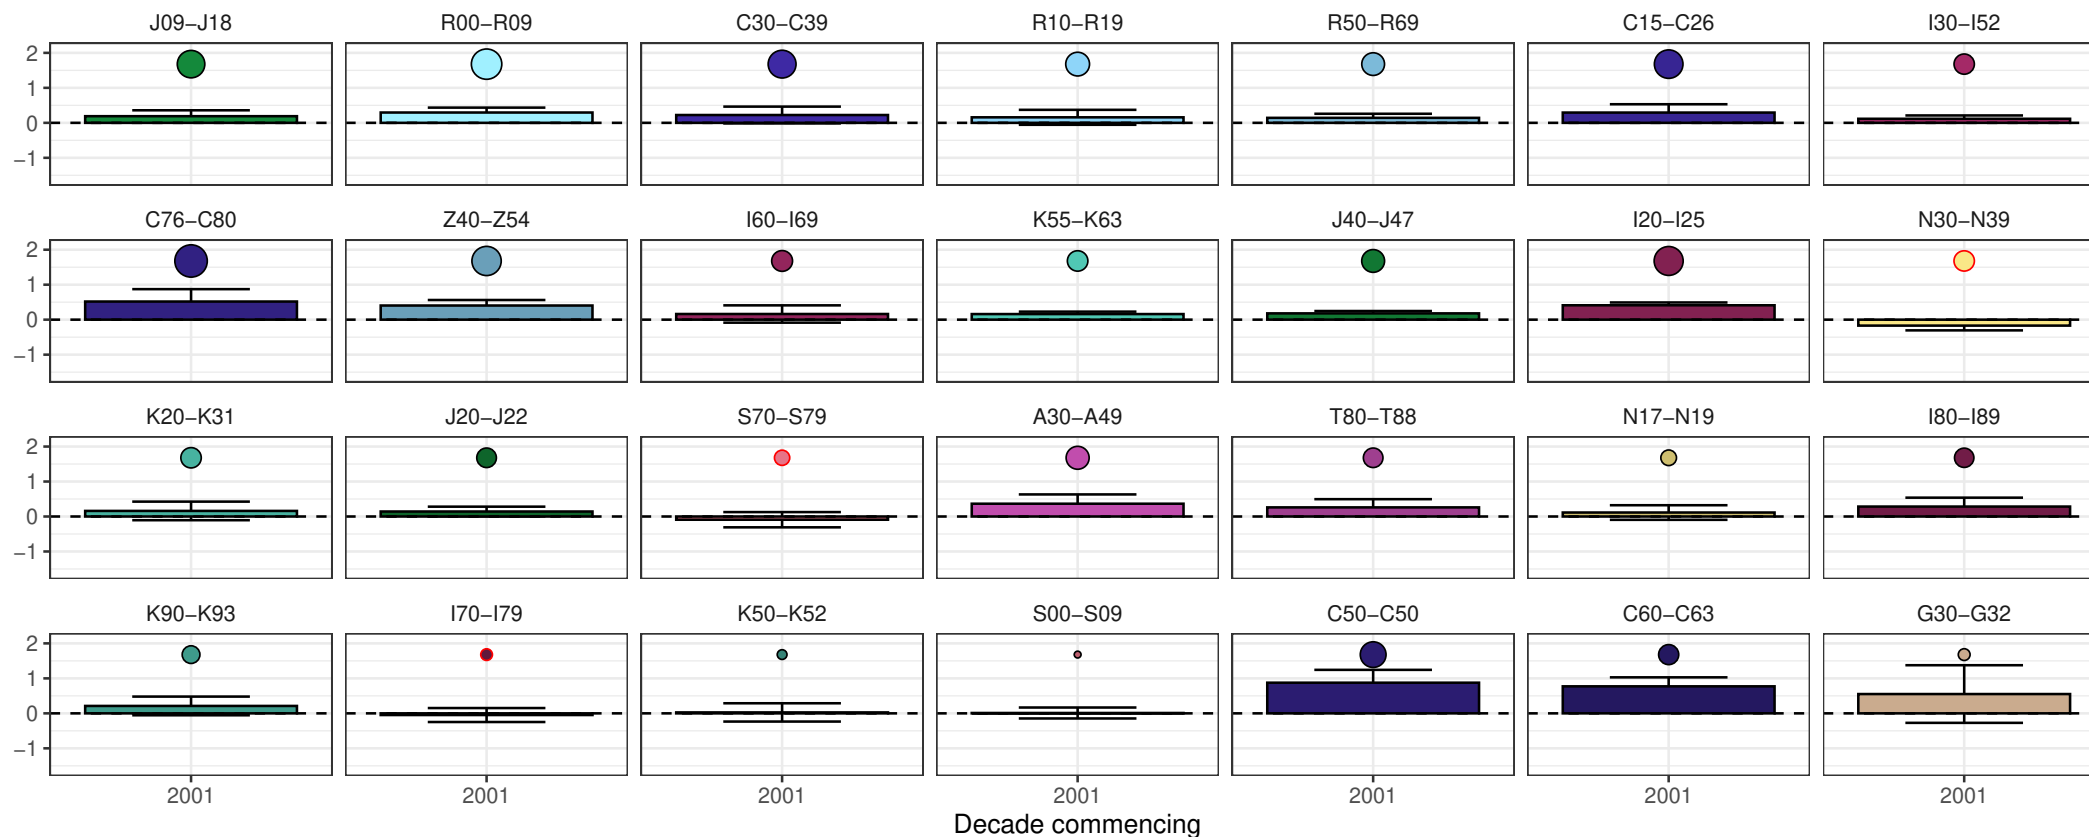 J09−J18 R00−R09 C30−C39 R10−R19 R50−R69 C15−C26 I30−I52
2
1
0
−1
C76−C80 Z40−Z54 I60−I69 K55−K63 J40−J47 I20−I25 N30−N39
2
1
0
−1
K20−K31 J20−J22 S70−S79 A30−A49 T80−T88 N17−N19 I80−I89
2
1
0
−1
K90−K93 I70−I79 K50−K52 S00−S09 C50−C50 C60−C63 G30−G32
2
1
0
−1
2001 2001 2001 2001 2001 2001 2001
Decade commencing